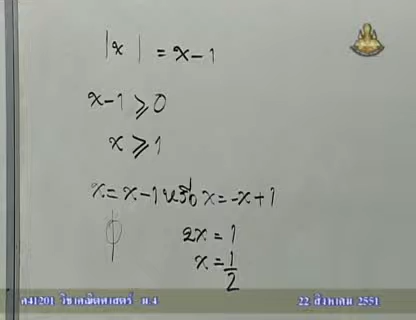 |x| = x-1
x-1 ≥ 0
x ≥ 1
x = x-1 หรือ x = -x+1
∅ 2x = 1
x = 1/2
ค41201 วิชาคณิตศาสตร์ ม.4 22 สิงหาคม 2551